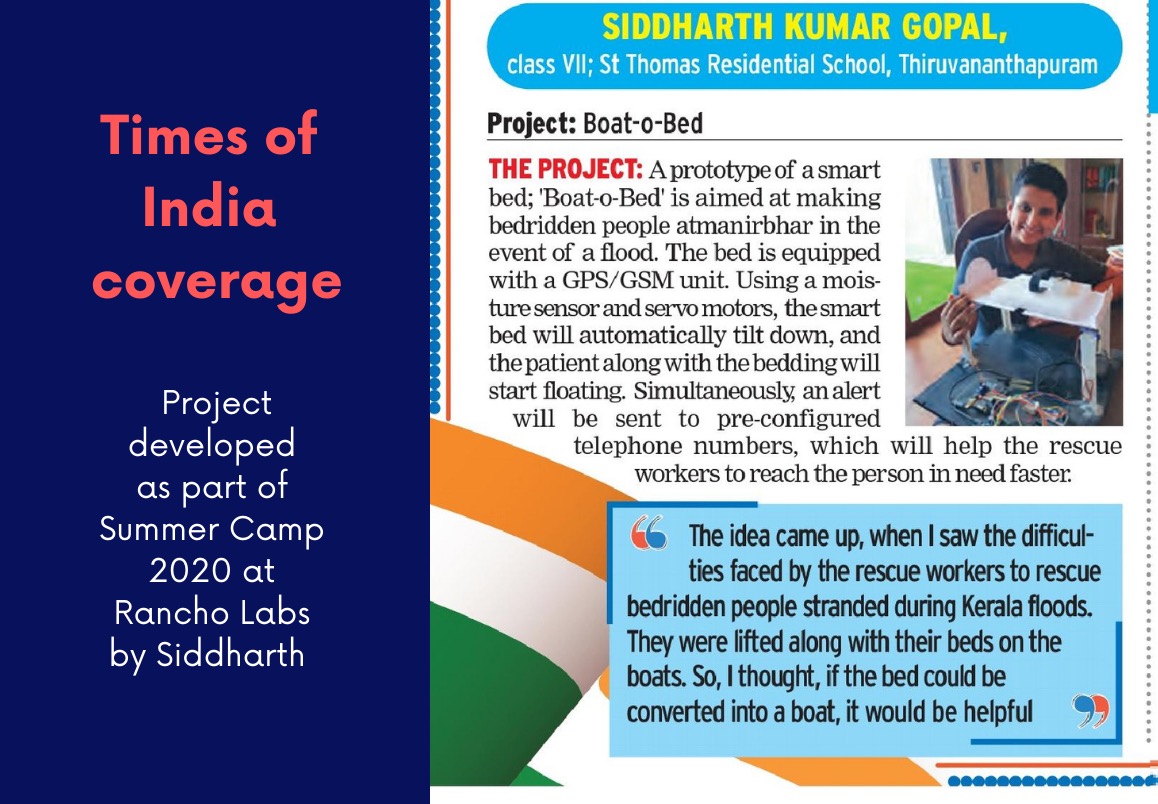 Times of
India
coverage
Project
developed
as part of
Summer Camp
2020 at
Rancho Labs
by Siddharth
SIDDHARTH KUMAR GOPAL,
class VII; St Thomas Residential School, Thiruvananthapuram
Project: Boat-o-Bed
THE PROJECT: A prototype of a smart
bed; 'Boat-o-Bed' is aimed at making
bedridden people atmanirbhar in the
event of a flood. The bed is equipped
with a GPS/GSM unit. Using a mois-
ture sensor and servo motors, the smart
bed will automatically tilt down, and
the patient along with the bedding will
start floating. Simultaneously, an alert
will be sent to pre-configured
telephone numbers, which will help the rescue
workers to reach the person in need faster.
“ The idea came up, when I saw the difficul-
ties faced by the rescue workers to rescue
bedridden people stranded during Kerala floods.
They were lifted along with their beds on the
boats. So, I thought, if the bed could be
converted into a boat, it would be helpful ”